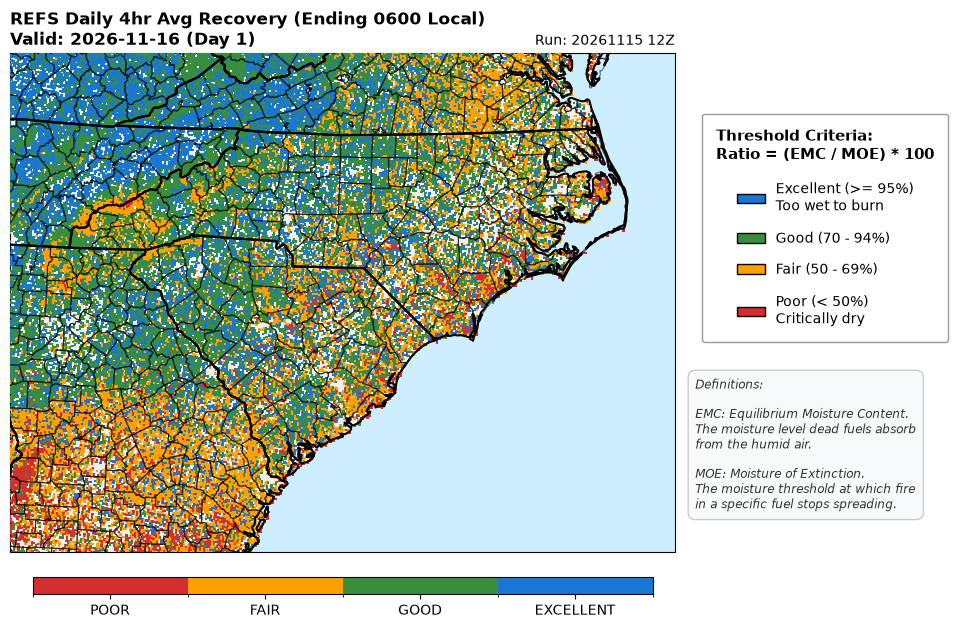 REFS Daily 4hr Avg Recovery (Ending 0600 Local)
Valid: 2026-11-16 (Day 1)
Run: 20261115 12Z
Threshold Criteria:
Ratio = (EMC / MOE) * 100
Excellent (>= 95%)
Too wet to burn
Good (70 - 94%)
Fair (50 - 69%)
Poor (< 50%)
Critically dry
Definitions:
EMC: Equilibrium Moisture Content.
The moisture level dead fuels absorb
from the humid air.
MOE: Moisture of Extinction.
The moisture threshold at which fire
in a specific fuel stops spreading.
POOR FAIR GOOD EXCELLENT